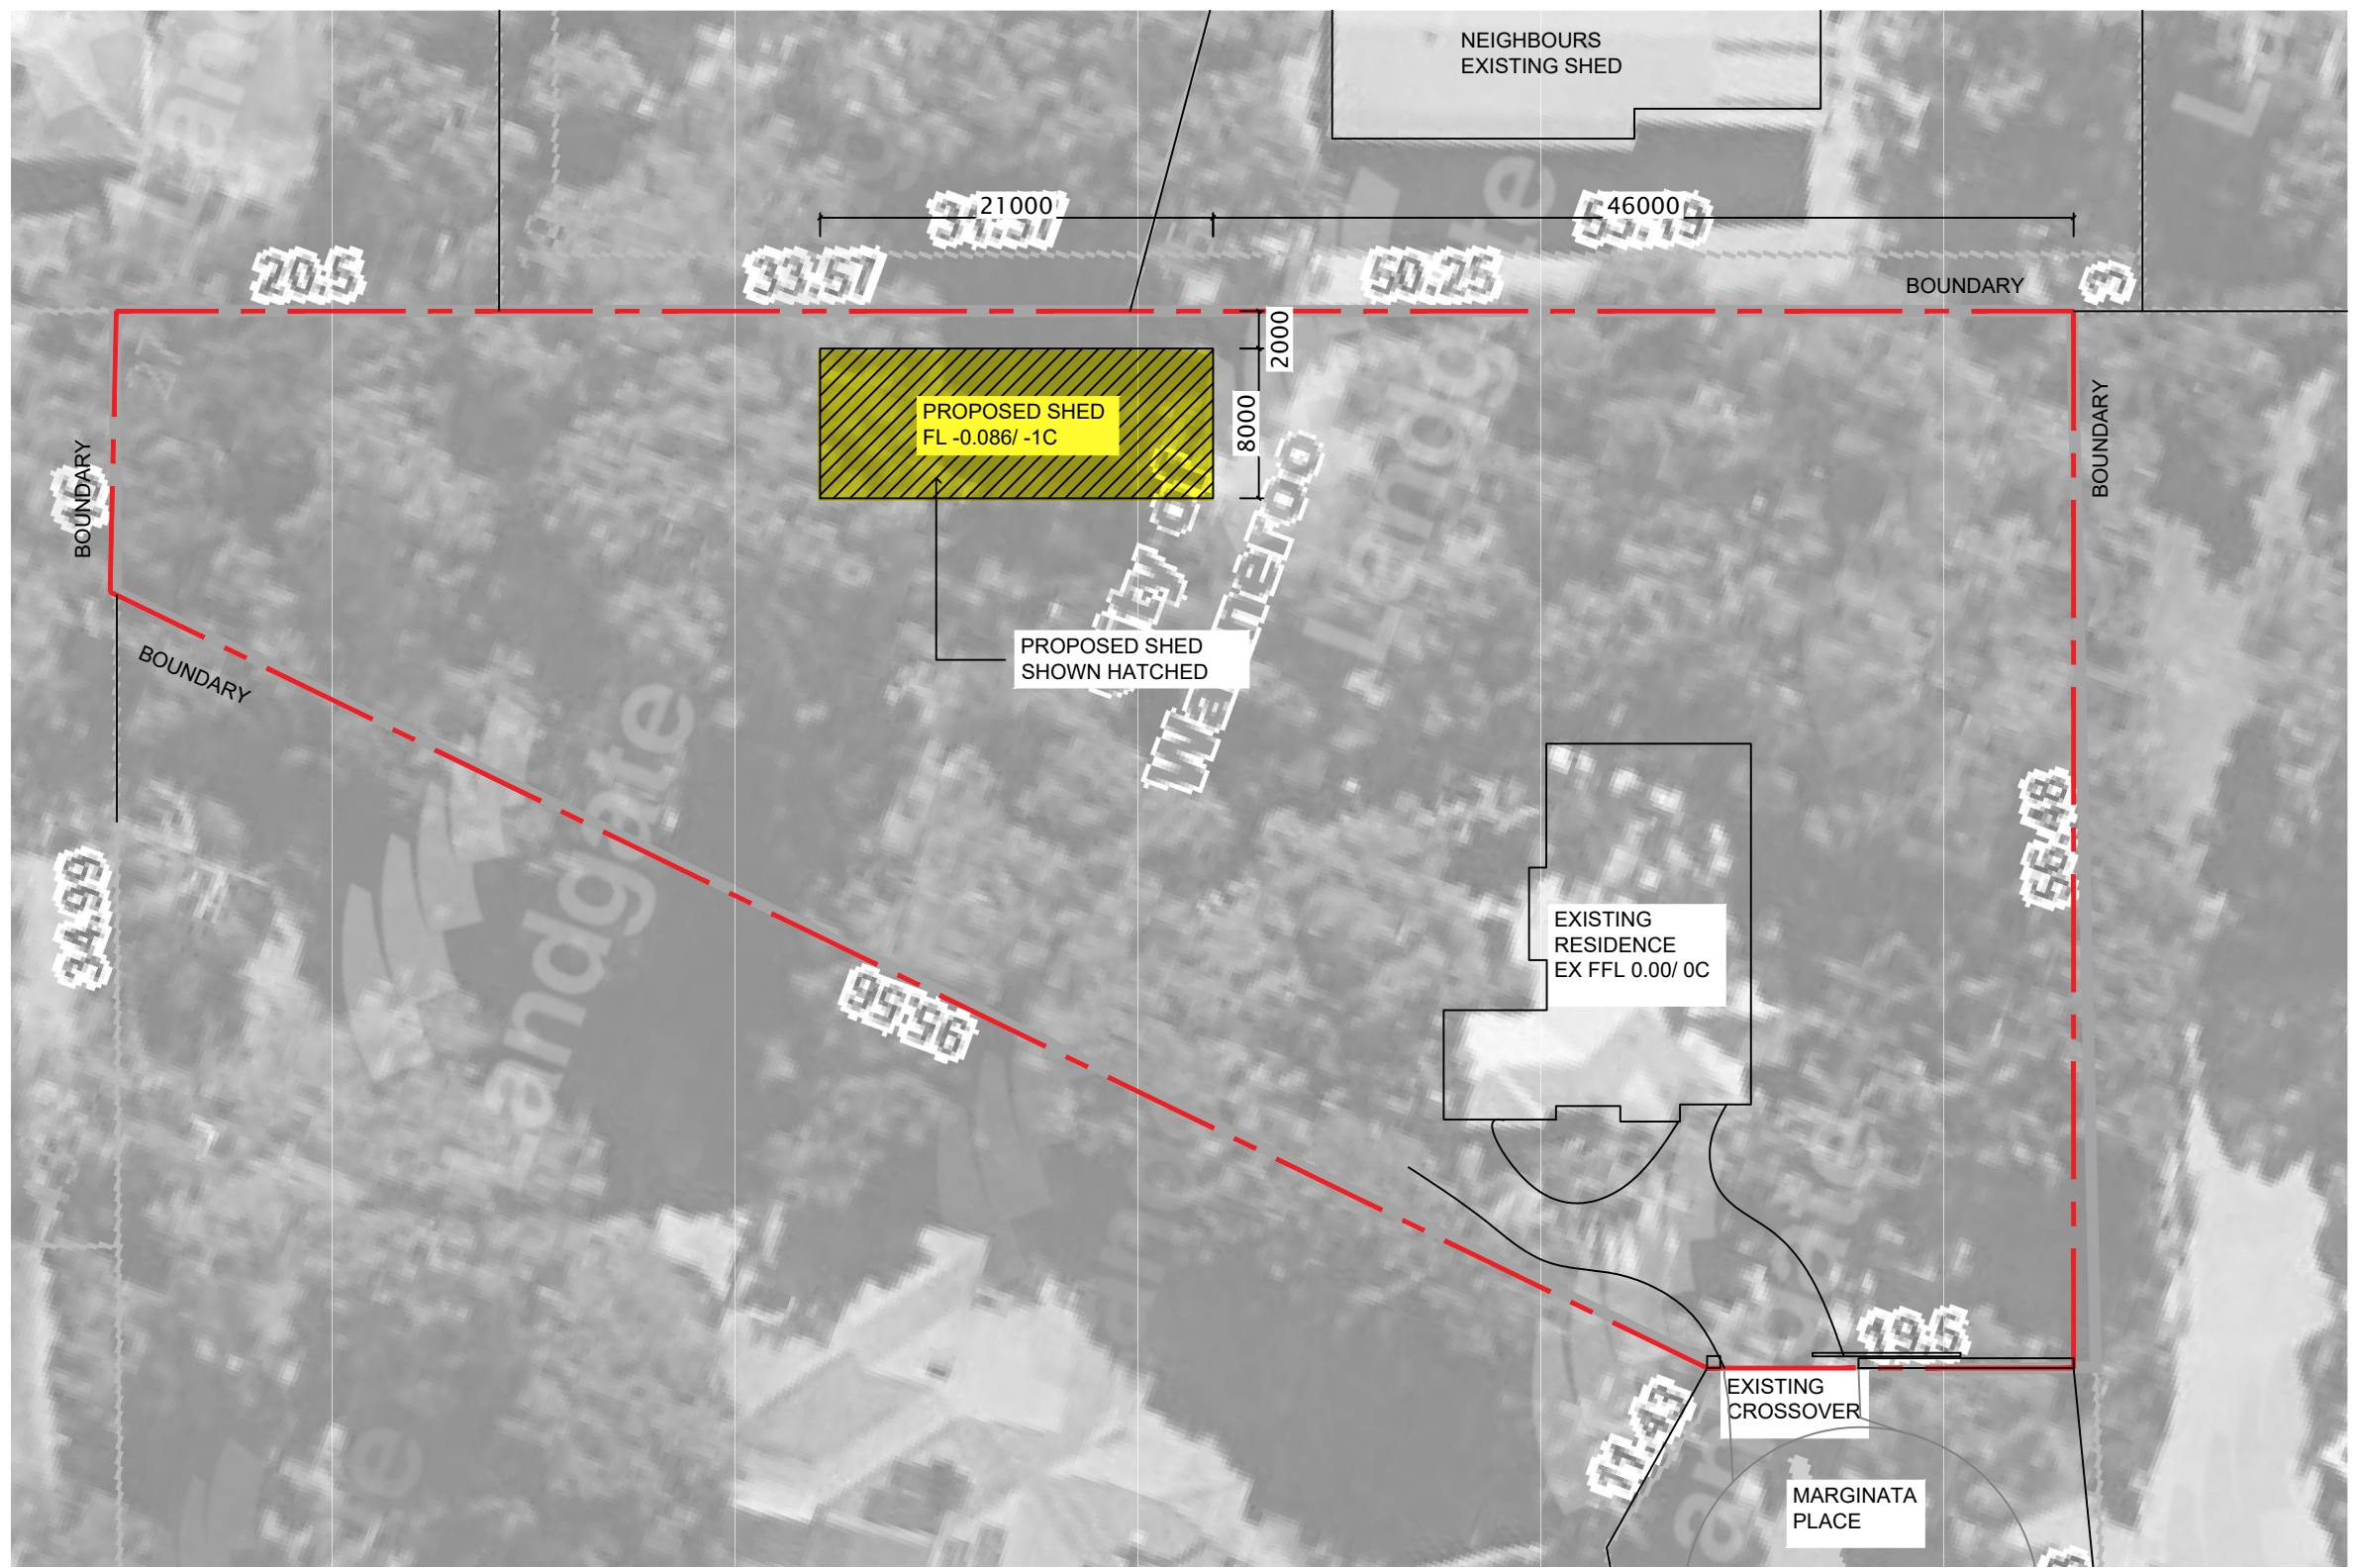 NEIGHBOURS
EXISTING SHED
21000
46000
20.5
33.57
50.25
BOUNDARY
2000
8000
PROPOSED SHED
FL -0.086/ -1C
BOUNDARY
BOUNDARY
Wanneroo
Landgate
PROPOSED SHED
SHOWN HATCHED
BOUNDARY
Landgate
34.99
95.56
56.48
EXISTING
RESIDENCE
EX FFL 0.00/ 0C
19.5
EXISTING
CROSSOVER
11.43
MARGINATA
PLACE